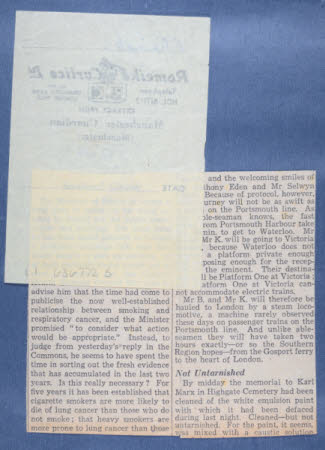 Romeike & Curtice Ltd
Telephone
HOL 6771/2
EXTRACT FROM
Manchester Guardian
(Manchester)
DATE
GSG 772 B
advise him that the time had come to
publicise the now well-established
relationship between smoking and
respiratory cancer, and the Minister
promised "to consider what action
would be appropriate." Instead, to
judge from yesterday's reply in the
Commons, he seems to have spent the
time in sorting out the fresh evidence
that has accumulated in the last two
years. Is this really necessary? For
five years it has been established that
cigarette smokers are more likely to
die of lung cancer than those who do
not smoke; that heavy smokers are
more prone to lung cancer than those
and the welcoming smiles of
thony Eden and Mr Selwyn
Because of protocol, however,
urney will not be as swift as
on the Portsmouth line. As
ble-seaman knows, the fast
rom Portsmouth Harbour take
min. to get to Waterloo. Mr
Mr K. will be going to Victoria
, because Waterloo does not
a platform private enough
posing enough for the recep-
the eminent. Their destina-
ll be Platform One at Victoria
atform One at Victoria can-
not accommodate electric trains.
Mr B. and Mr K. will therefore be
hauled to London by a steam loco-
motive, a machine rarely observed
these days on passenger trains on the
Portsmouth line. And unlike able-
seamen they will have taken two
hours exactly—or so the Southern
Region hopes—from the Gosport ferry
to the heart of London.
Not Untarnished
By midday the memorial to Karl
Marx in Highgate Cemetery had been
cleaned of the white emulsion paint
with which it had been defaced
during last night. Cleaned—but not
untarnished. For the paint, it seems,
was mixed with a caustic solution